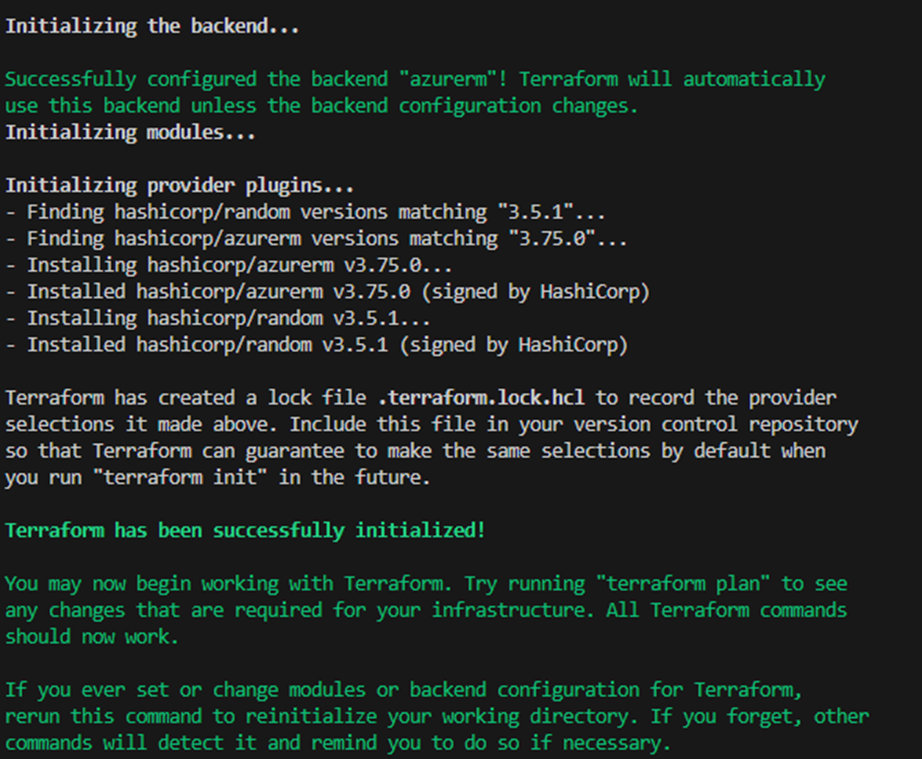 Initializing the backend...
Successfully configured the backend "azurerm"! Terraform will automatically
use this backend unless the backend configuration changes.
Initializing modules...
Initializing provider plugins...
- Finding hashicorp/random versions matching "3.5.1"...
- Finding hashicorp/azurerm versions matching "3.75.0"...
- Installing hashicorp/azurerm v3.75.0...
- Installed hashicorp/azurerm v3.75.0 (signed by HashiCorp)
- Installing hashicorp/random v3.5.1...
- Installed hashicorp/random v3.5.1 (signed by HashiCorp)
Terraform has created a lock file .terraform.lock.hcl to record the provider
selections it made above. Include this file in your version control repository
so that Terraform can guarantee to make the same selections by default when
you run "terraform init" in the future.
Terraform has been successfully initialized!
You may now begin working with Terraform. Try running "terraform plan" to see
any changes that are required for your infrastructure. All Terraform commands
should now work.
If you ever set or change modules or backend configuration for Terraform,
rerun this command to reinitialize your working directory. If you forget, other
commands will detect it and remind you to do so if necessary.